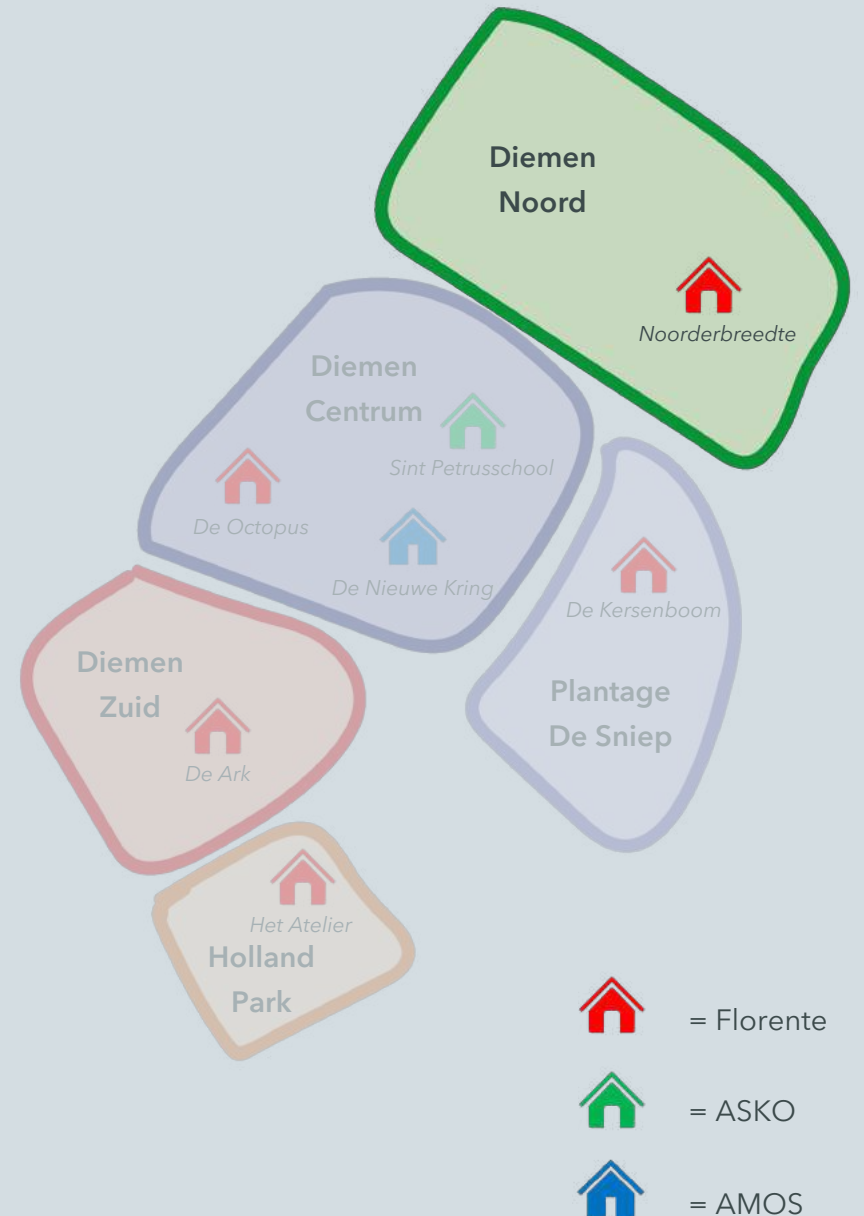 Diemen
Noord
Noorderbreedte
Diemen
Centrum
Sint Petrusschool
De Octopus
De Nieuwe Kring
De Kersenboom
Diemen
Zuid
Plantage
De Sniep
De Ark
Het Atelier
Holland
Park
= Florente
= ASKO
= AMOS